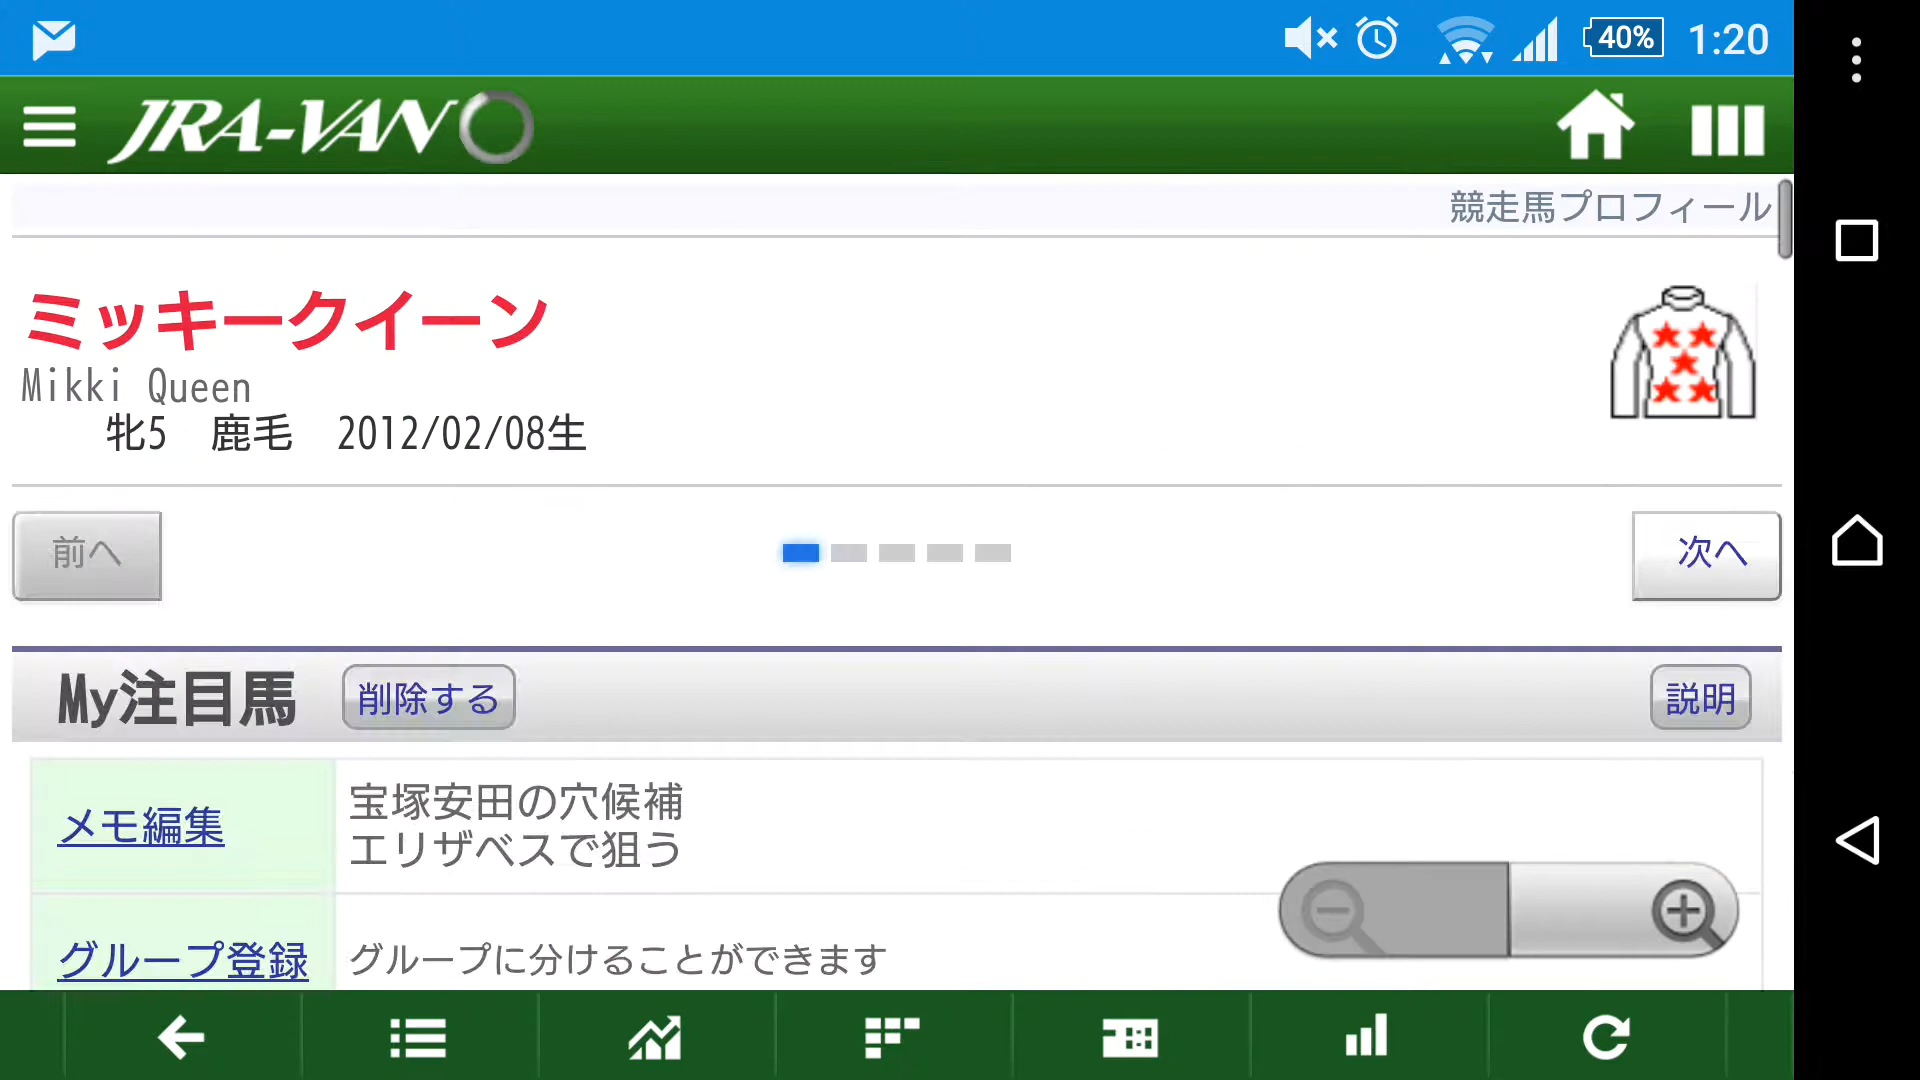 40% 1:20
JRA-VAN
競走馬プロフィール
ミッキークイーン
Mikki Queen
牝5 鹿毛 2012/02/08生
前へ 次へ
My注目馬 削除する 説明
メモ編集 宝塚安田の穴候補
エリザベスで狙う
グループ登録 グループに分けることができます